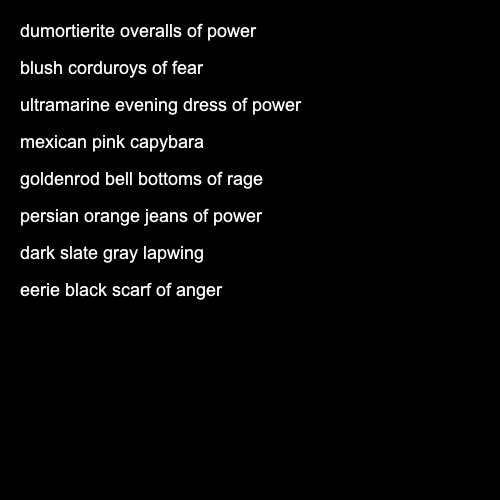 dumortierite overalls of power
blush corduroys of fear
ultramarine evening dress of power
mexican pink capybara
goldenrod bell bottoms of rage
persian orange jeans of power
dark slate gray lapwing
eerie black scarf of anger